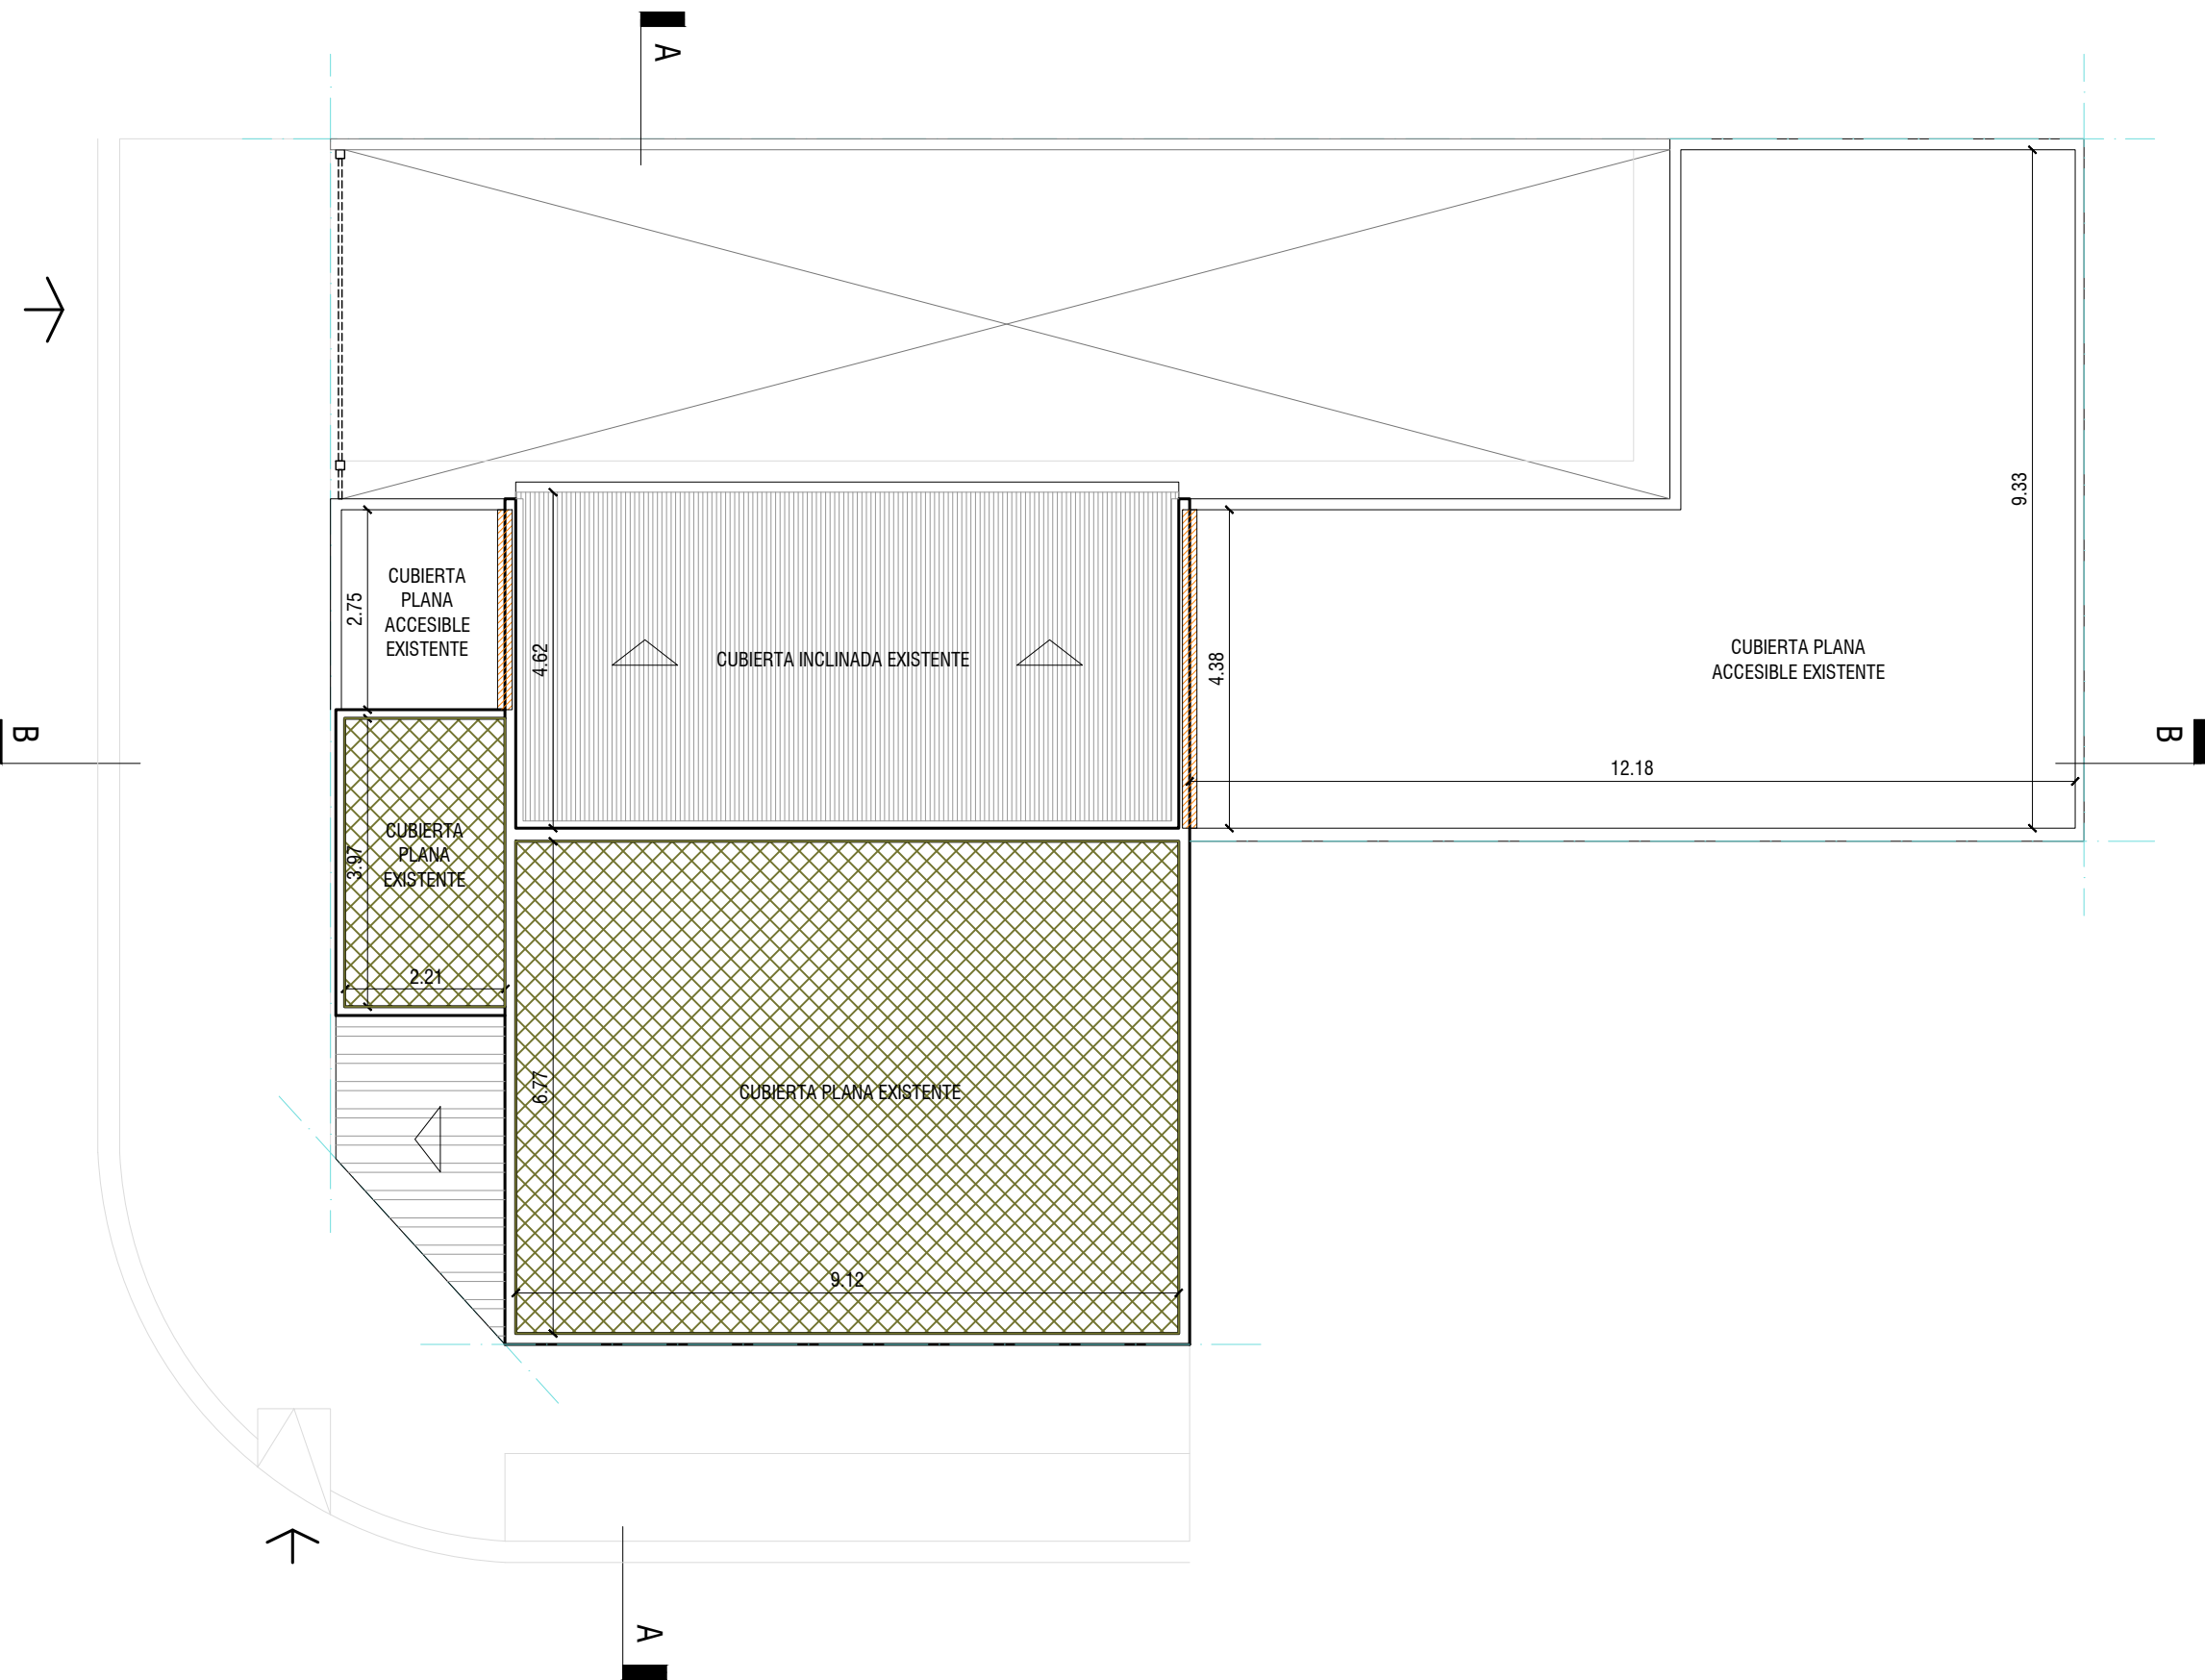 A
9.33
CUBIERTA
PLANA
ACCESIBLE
EXISTENTE
2.75
4.62
CUBIERTA INCLINADA EXISTENTE
4.38
CUBIERTA PLANA
ACCESIBLE EXISTENTE
B
B
12.18
CUBIERTA
PLANA
EXISTENTE
3.97
2.21
6.77
CUBIERTA PLANA EXISTENTE
9.12
A